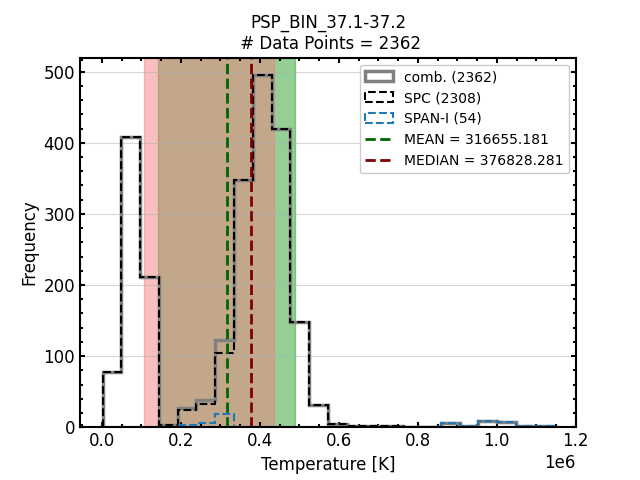 PSP_BIN_37.1-37.2
# Data Points = 2362
500
400
300
200
100
0
Frequency
comb. (2362)
SPC (2308)
SPAN-I (54)
MEAN = 316655.181
MEDIAN = 376828.281
0.0 0.2 0.4 0.6 0.8 1.0 1.2
1e6
Temperature [K]